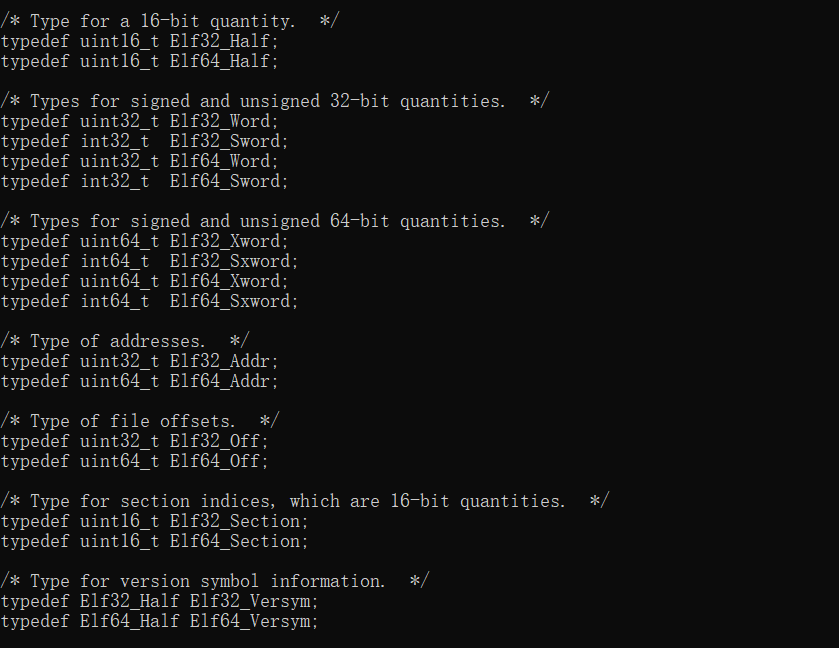 /* Type for a 16-bit quantity.  */
typedef uint16_t Elf32_Half;
typedef uint16_t Elf64_Half;

/* Types for signed and unsigned 32-bit quantities.  */
typedef uint32_t Elf32_Word;
typedef int32_t  Elf32_Sword;
typedef uint32_t Elf64_Word;
typedef int32_t  Elf64_Sword;

/* Types for signed and unsigned 64-bit quantities.  */
typedef uint64_t Elf32_Xword;
typedef int64_t  Elf32_Sxword;
typedef uint64_t Elf64_Xword;
typedef int64_t  Elf64_Sxword;

/* Type of addresses.  */
typedef uint32_t Elf32_Addr;
typedef uint64_t Elf64_Addr;

/* Type of file offsets.  */
typedef uint32_t Elf32_Off;
typedef uint64_t Elf64_Off;

/* Type for section indices, which are 16-bit quantities.  */
typedef uint16_t Elf32_Section;
typedef uint16_t Elf64_Section;

/* Type for version symbol information.  */
typedef Elf32_Half Elf32_Versym;
typedef Elf64_Half Elf64_Versym;